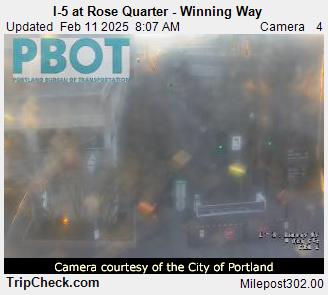 I-5 at Rose Quarter - Winning Way
Updated Feb 11 2025 8:07 AM Camera 4
PBOT
PORTLAND BUREAU OF TRANSPORTATION
Camera courtesy of the City of Portland
TripCheck.com Milepost302.00